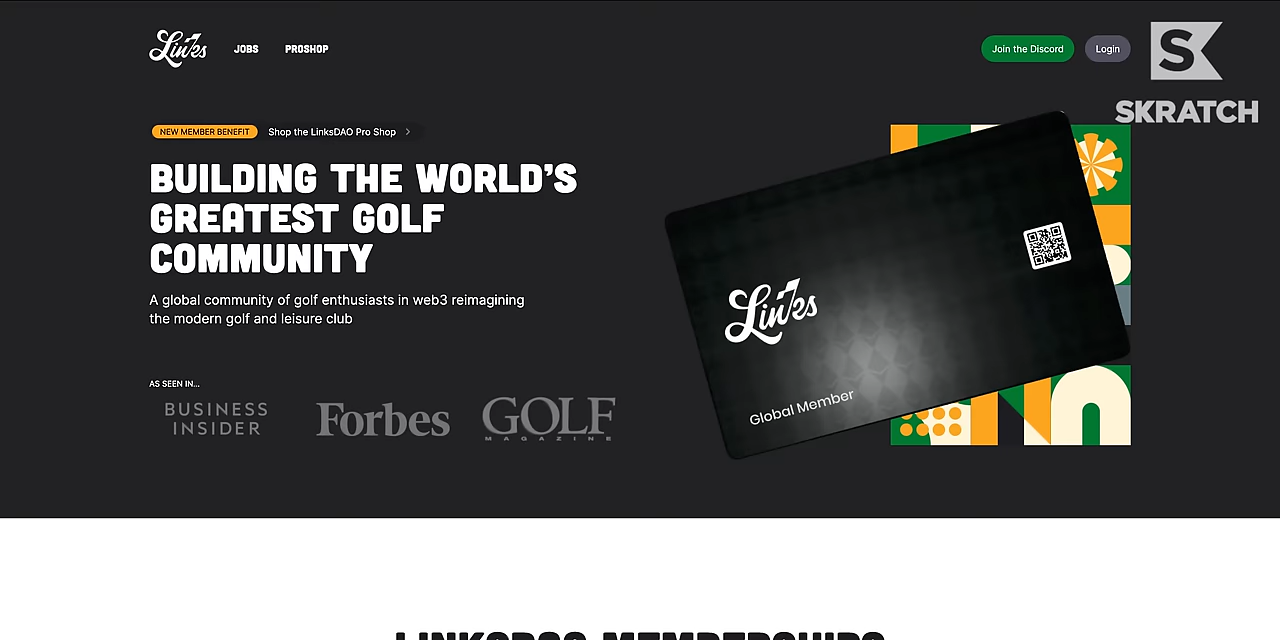 Links
JOBS
PROSHOP
Join the Discord
Login
SKRATCH
NEW MEMBER BENEFIT
Shop the LinksDAO Pro Shop
BUILDING THE WORLD'S
GREATEST GOLF
COMMUNITY
A global community of golf enthusiasts in web3 reimagining
the modern golf and leisure club
Links
Global Member
AS SEEN IN...
BUSINESS
INSIDER
Forbes
GOLF
MAGAZINE
LINKSDAO MEMBERSHIPS